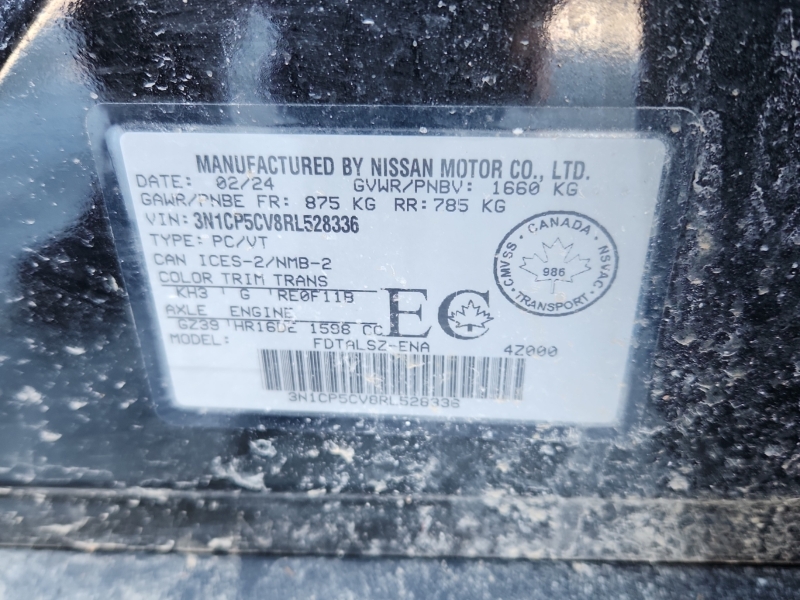 MANUFACTURED BY NISSAN MOTOR CO., LTD.
DATE: 02/24 GVWR/PNBV: 1660 KG
GAWR/PNBE FR: 875 KG RR: 785 KG
VIN: 3N1CP5CV8RL528336
TYPE: PC/VT
CAN ICES-2/NMB-2
COLOR TRIM TRANS
KH3 G RE0F11B
AXLE ENGINE
GZ39 HR16DE 1598 CC
MODEL: FDTALSZ-ENA 4Z000
EC
CANADA
CMVSS 986 NSVAC
TRANSPORT
3N1CP5CV8RL528336